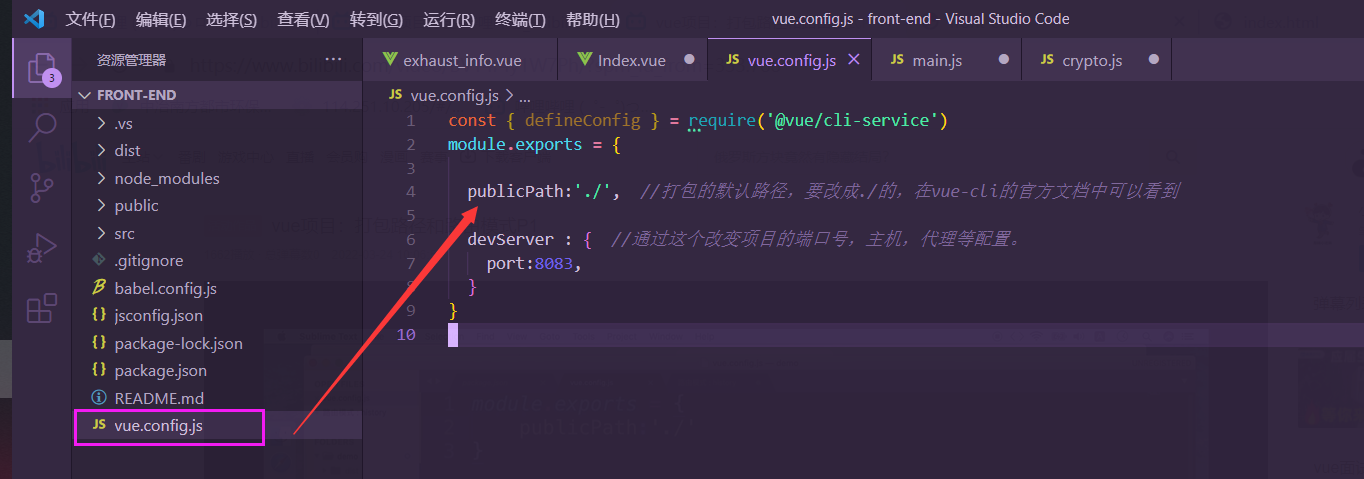 文件(F) 编辑(E) 选择(S) 查看(V) 转到(G) 运行(R) 终端(T) 帮助(H) vue.config.js - front-end - Visual Studio Code
资源管理器 ···
exhaust_info.vue Index.vue JS vue.config.js JS main.js JS crypto.js
3
FRONT-END
.vs
dist
node_modules
public
src
.gitignore
babel.config.js
jsconfig.json
package-lock.json
package.json
README.md
JS vue.config.js
JS vue.config.js > ...
1 const { defineConfig } = require('@vue/cli-service')
2 module.exports = {
3
4 publicPath:'./', //打包的默认路径，要改成./的，在vue-cli的官方文档中可以看到
5
6 devServer : { //通过这个改变项目的端口号，主机，代理等配置。
7 port:8083,
8 }
9 }
10
module.exports = {
publicPath:'./'
}